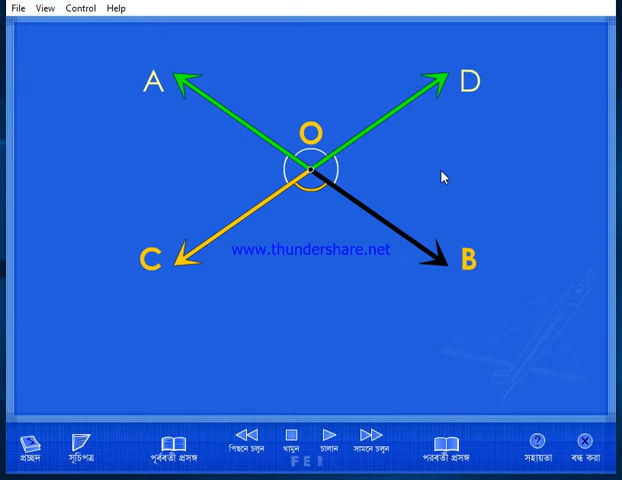 File View Control Help
A D
O
C B
www.thundershare.net
প্রচ্ছদ সূচিপত্র পূর্ববর্তী প্রসঙ্গ পিছনে চলুন থামুন চালান সামনে চলুন পরবর্তী প্রসঙ্গ সহায়তা বন্ধ করা